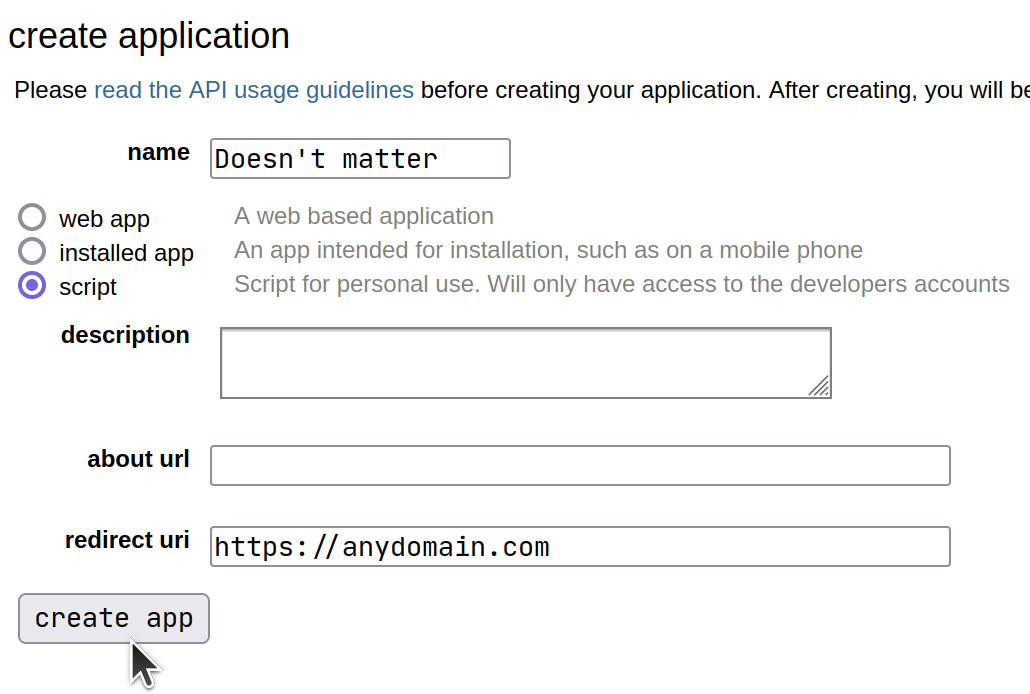 create application
Please read the API usage guidelines before creating your application. After creating, you will be
name Doesn't matter
web app A web based application
installed app An app intended for installation, such as on a mobile phone
script Script for personal use. Will only have access to the developers accounts
description
about url
redirect uri https://anydomain.com
create app